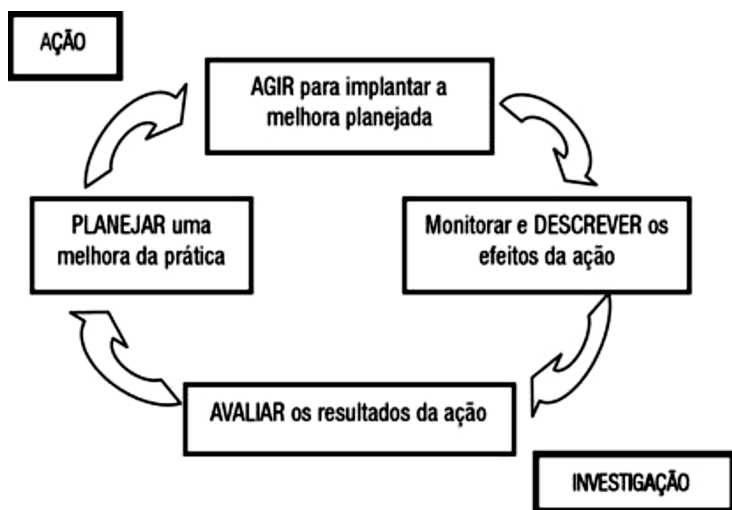 AÇÃO
AGIR para implantar a
melhora planejada
PLANEJAR uma
melhora da prática
Monitorar e DESCREVER os
efeitos da ação
AVALIAR os resultados da ação
INVESTIGAÇÃO